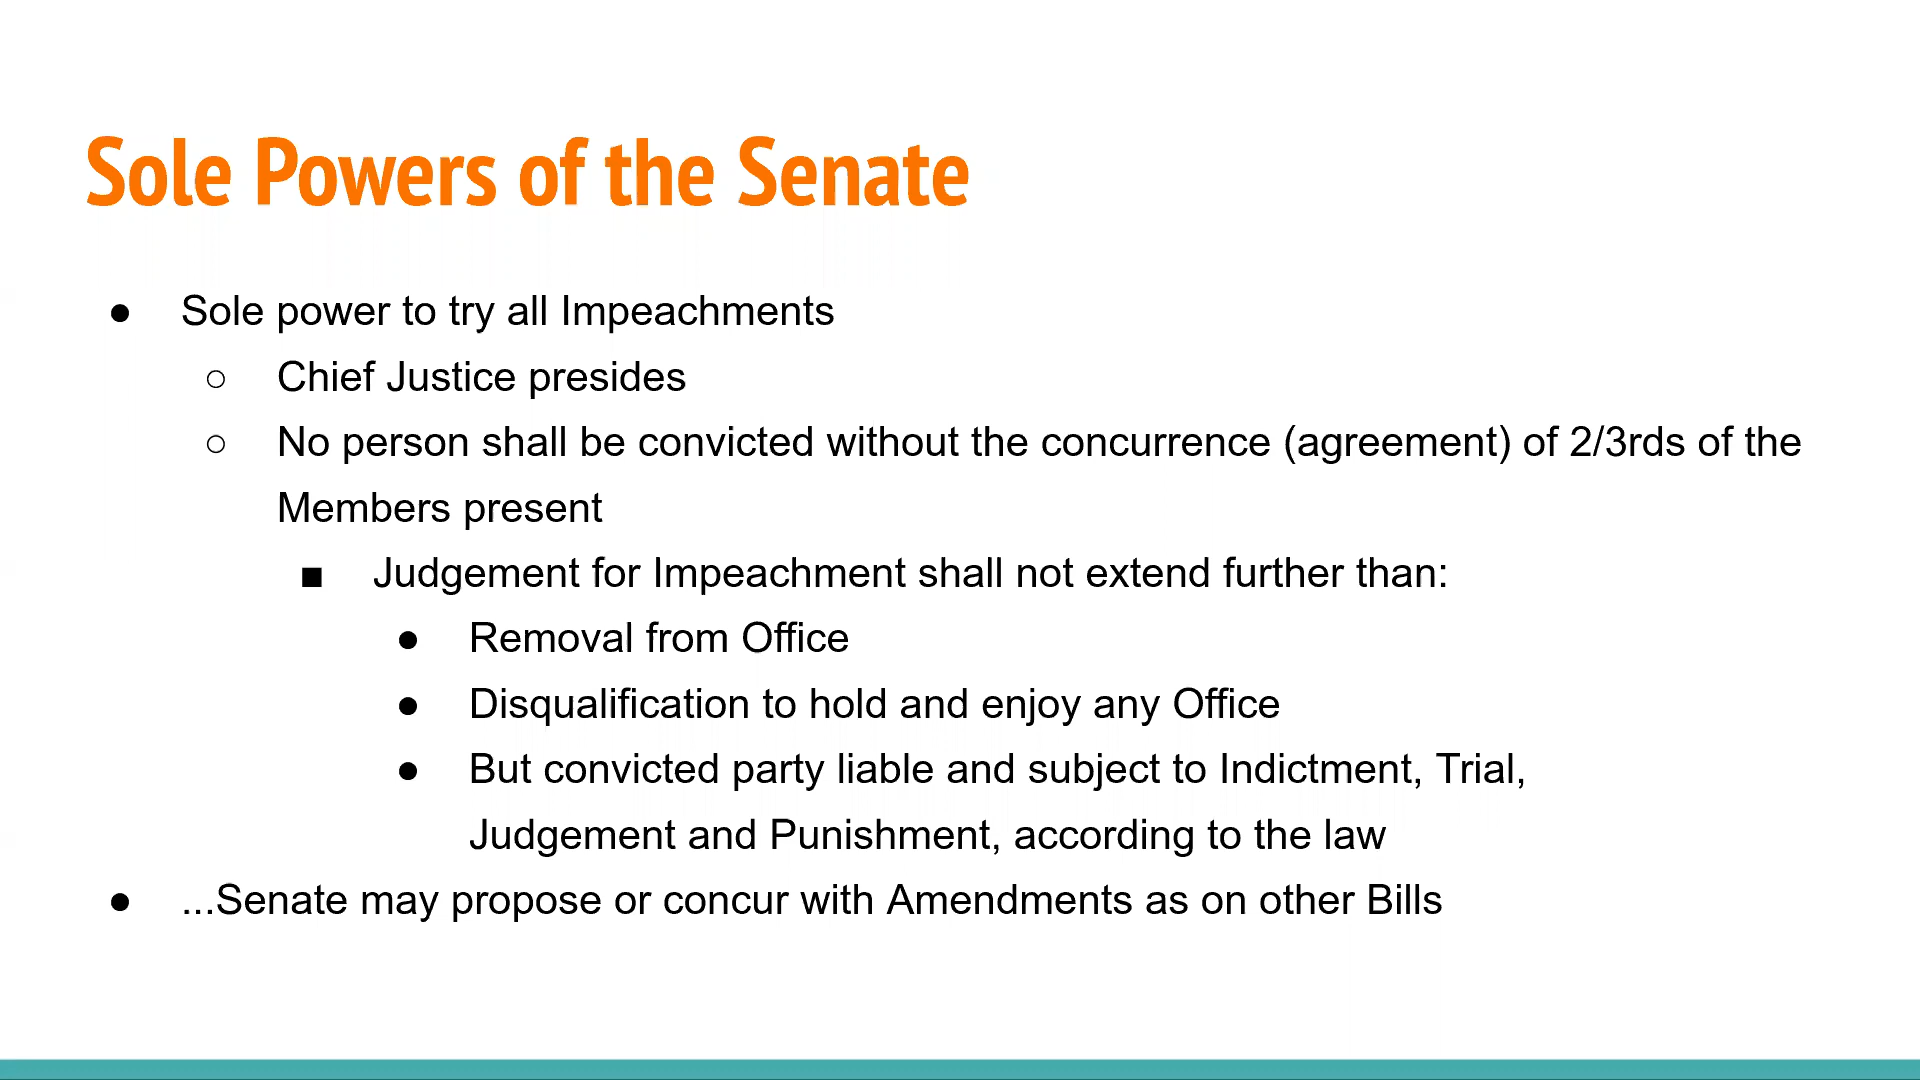 Sole Powers of the Senate
● Sole power to try all Impeachments
○ Chief Justice presides
○ No person shall be convicted without the concurrence (agreement) of 2/3rds of the
Members present
■ Judgement for Impeachment shall not extend further than:
● Removal from Office
● Disqualification to hold and enjoy any Office
● But convicted party liable and subject to Indictment, Trial,
Judgement and Punishment, according to the law
● ...Senate may propose or concur with Amendments as on other Bills